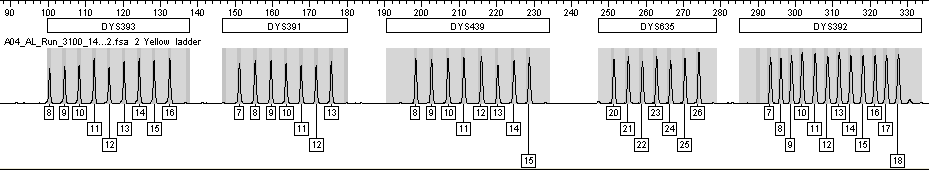 90 100 110 120 130 140 150 160 170 180 190 200 210 220 230 240 250 260 270 280 290 300 310 320 330
DYS393 DYS391 DYS439 DYS635 DYS392
A04_AL_Run_3100_14...2.fsa 2 Yellow ladder
8 9 10 14 16 7 8 9 10 13 8 9 10 12 13 20 23 26 7 10 13 16
11 13 15 11 11 14 21 24 8 11 14 17
12 12 15 22 25 9 12 15 18